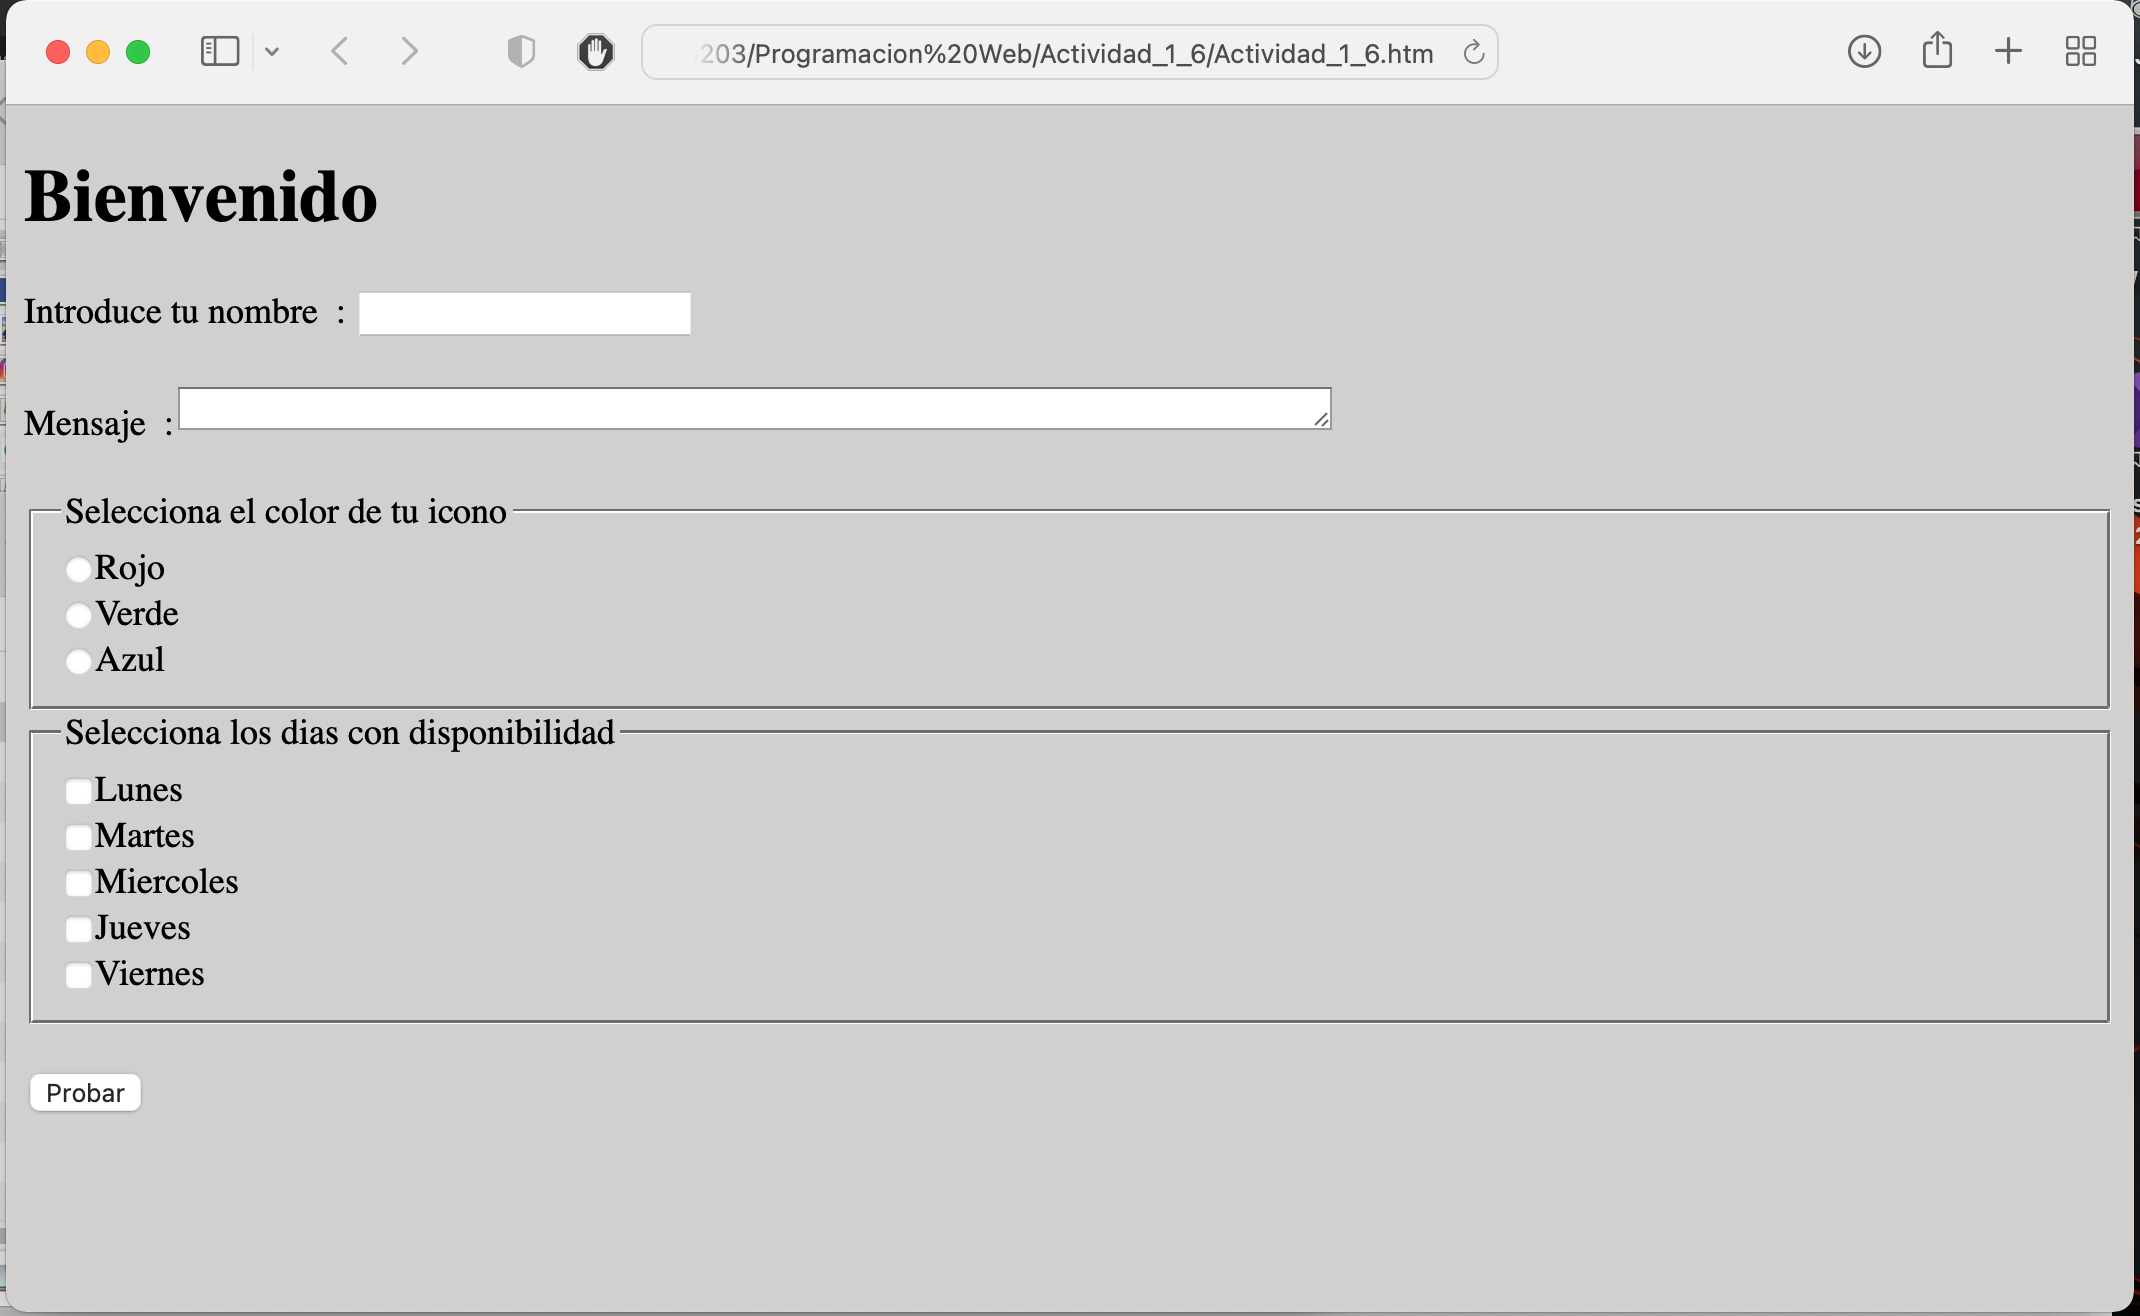 203/Programacion%20Web/Actividad_1_6/Actividad_1_6.htm
Bienvenido
Introduce tu nombre :
Mensaje :
Selecciona el color de tu icono
Rojo
Verde
Azul
Selecciona los dias con disponibilidad
Lunes
Martes
Miercoles
Jueves
Viernes
Probar